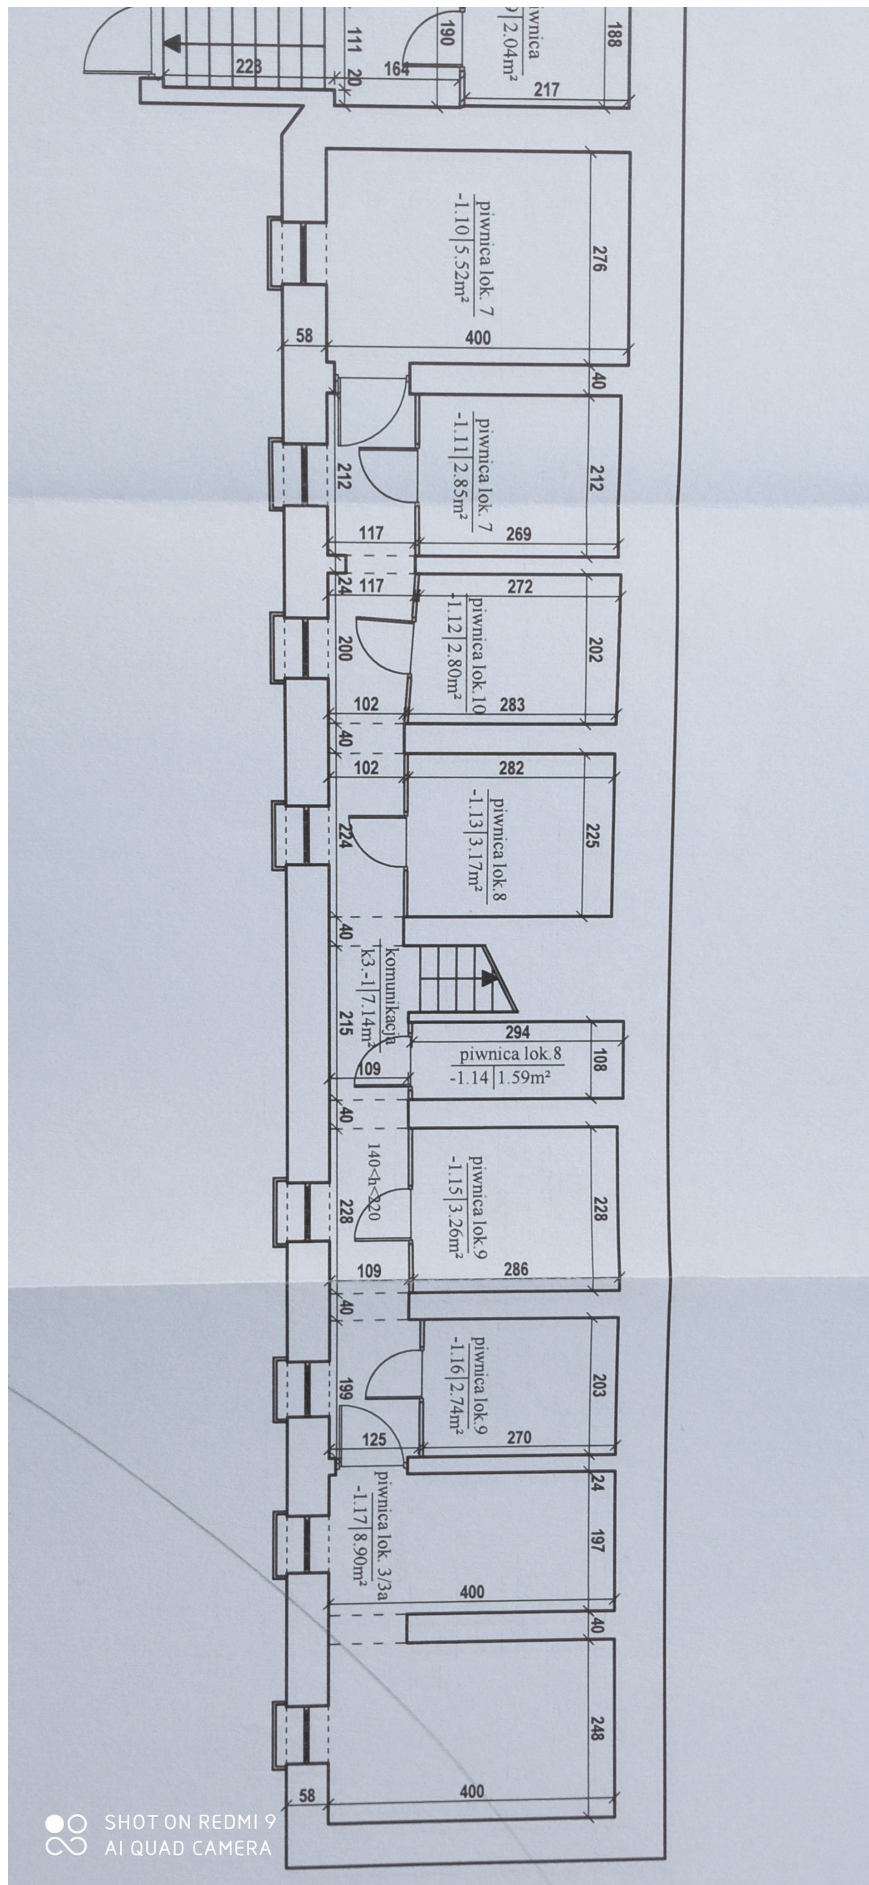 111
190
iwnica
9|2.04m²
188
223
20
164
217
piwnica lok. 7
-1.10|5.52m²
276
58
400
40
piwnica lok. 7
-1.11|2.85m²
212
212
117
269
24
117
272
piwnica lok.10
-1.12|2.80m²
200
202
102
283
40
102
282
piwnica lok.8
-1.13|3.17m²
224
225
40
komunikacja
k3.-1|7.14m²
215
294
piwnica lok.8
-1.14|1.59m²
108
109
40
140<h<220
piwnica lok.9
-1.15|3.26m²
228
228
109
286
40
piwnica lok.9
-1.16|2.74m²
199
203
125
270
24
piwnica lok. 3/3a
-1.17|8.90m²
197
400
40
248
58
400
SHOT ON REDMI 9
AI QUAD CAMERA